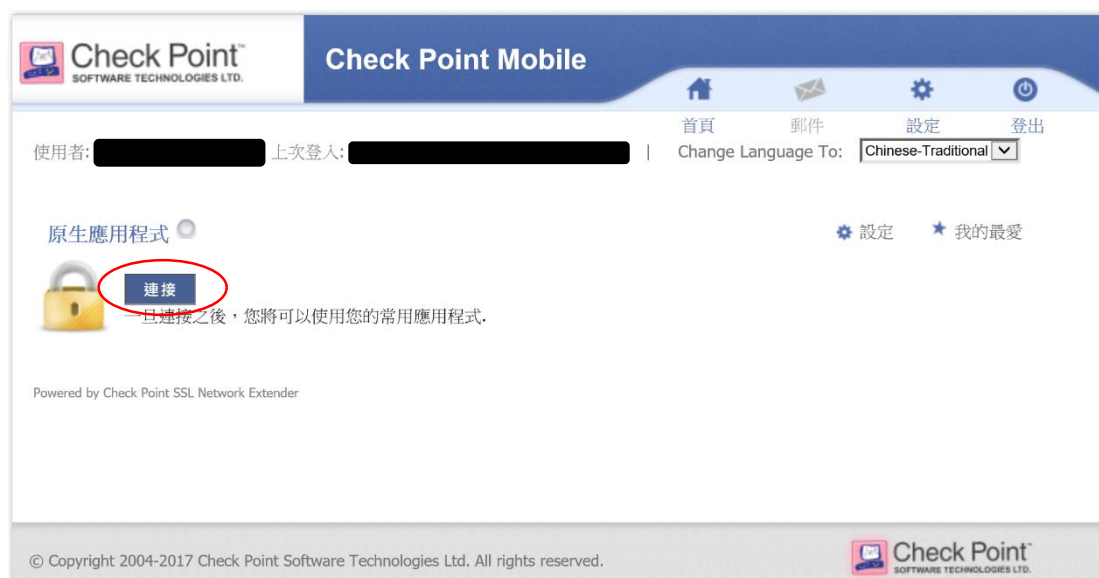 Check Point™
SOFTWARE TECHNOLOGIES LTD.
Check Point Mobile
首頁 郵件 設定 登出
使用者: 上次登入: | Change Language To: Chinese-Traditional
原生應用程式 設定 我的最愛
連接
一旦連接之後，您將可以使用您的常用應用程式.
Powered by Check Point SSL Network Extender
© Copyright 2004-2017 Check Point Software Technologies Ltd. All rights reserved.
Check Point™
SOFTWARE TECHNOLOGIES LTD.